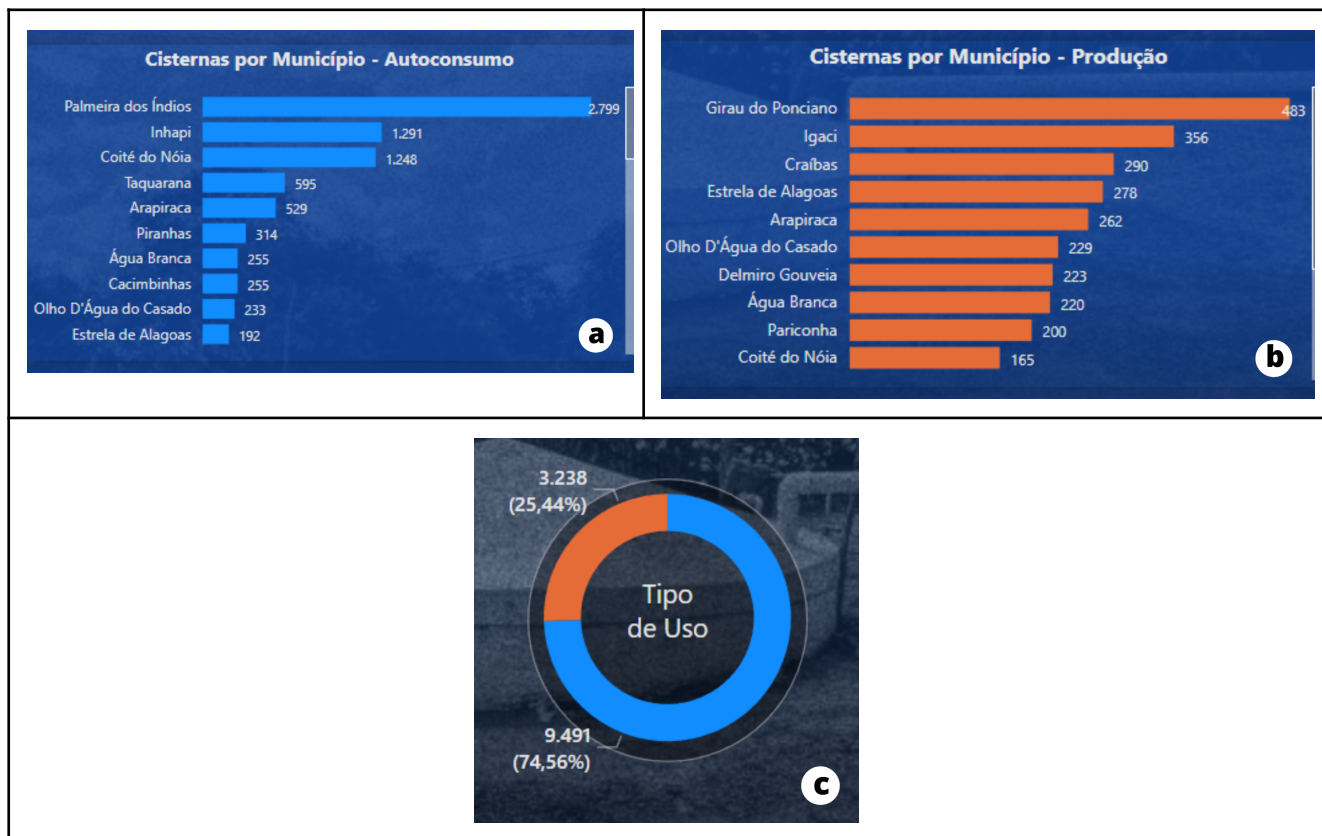 Cisternas por Município - Autoconsumo
Palmeira dos Índios 2.799
Inhapi 1.291
Coité do Nóia 1.248
Taquarana 595
Arapiraca 529
Piranhas 314
Água Branca 255
Cacimbinhas 255
Olho D'Água do Casado 233
Estrela de Alagoas 192
a
Cisternas por Município - Produção
Girau do Ponciano 483
Igaci 356
Craíbas 290
Estrela de Alagoas 278
Arapiraca 262
Olho D'Água do Casado 229
Delmiro Gouveia 223
Água Branca 220
Pariconha 200
Coité do Nóia 165
b
3.238
(25,44%)
Tipo
de Uso
9.491
(74,56%)
c